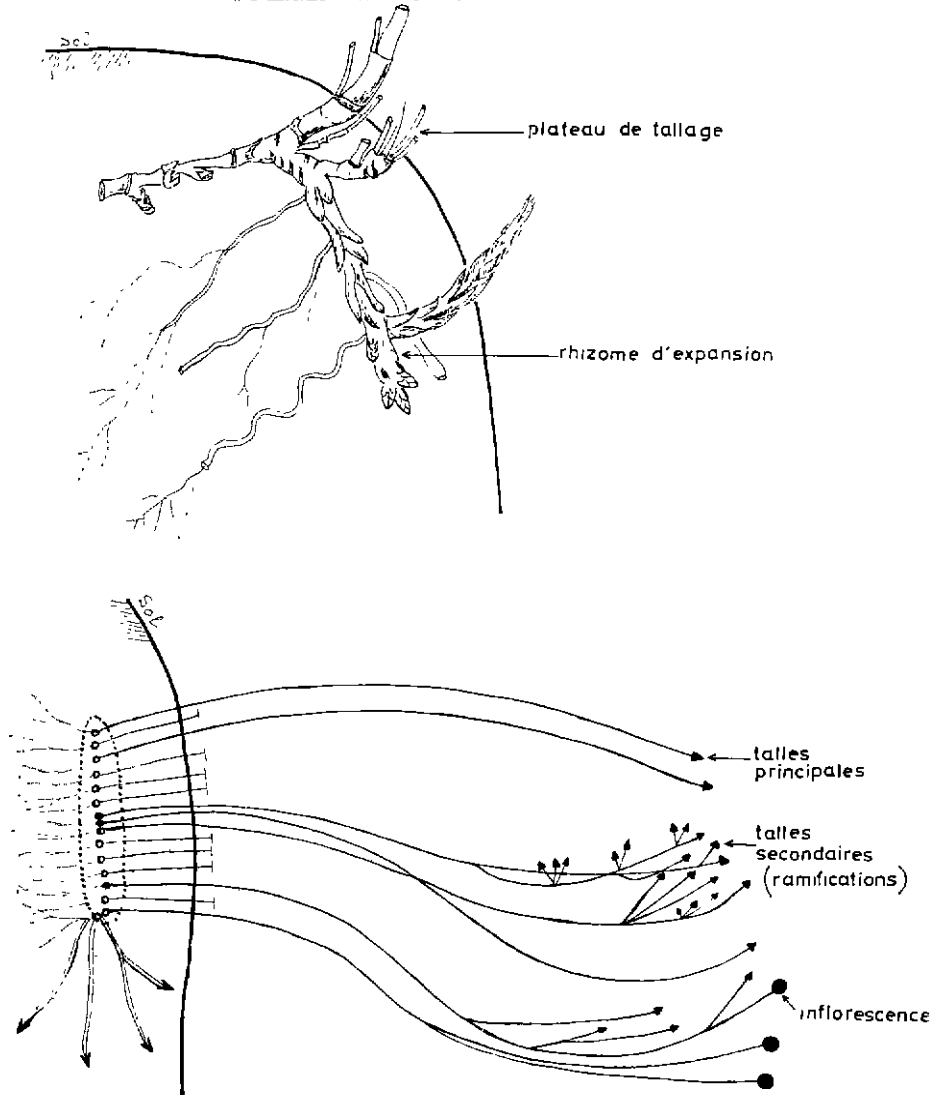 sol
plateau de tallage
rhizome d'expansion
sol
talles
principales
talles
secondaires
(ramifications)
inflorescence